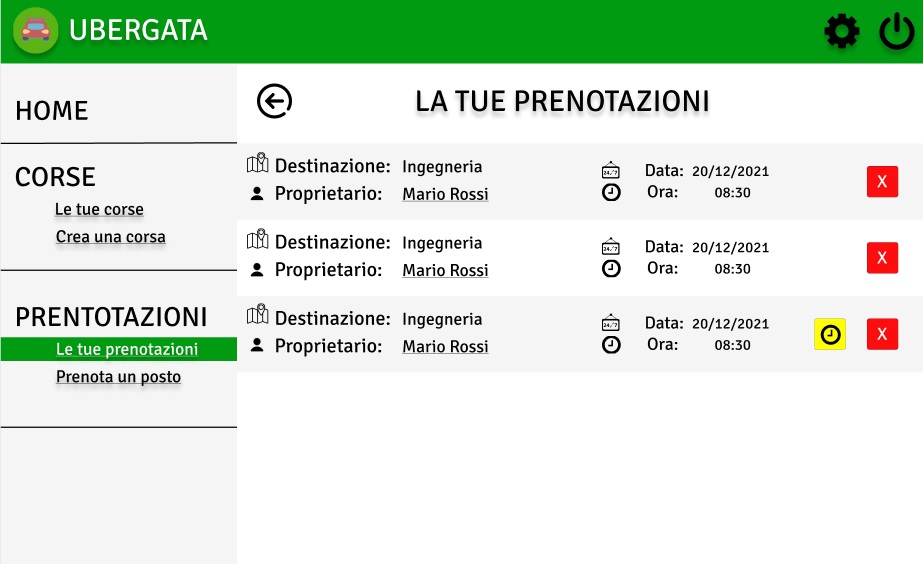 UBERGATA
HOME
CORSE
Le tue corse
Crea una corsa
PRENTOTAZIONI
Le tue prenotazioni
Prenota un posto
LA TUE PRENOTAZIONI
Destinazione: Ingegneria
Proprietario: Mario Rossi
24/7
Data: 20/12/2021
Ora: 08:30
X
Destinazione: Ingegneria
Proprietario: Mario Rossi
24/7
Data: 20/12/2021
Ora: 08:30
X
Destinazione: Ingegneria
Proprietario: Mario Rossi
24/7
Data: 20/12/2021
Ora: 08:30
X